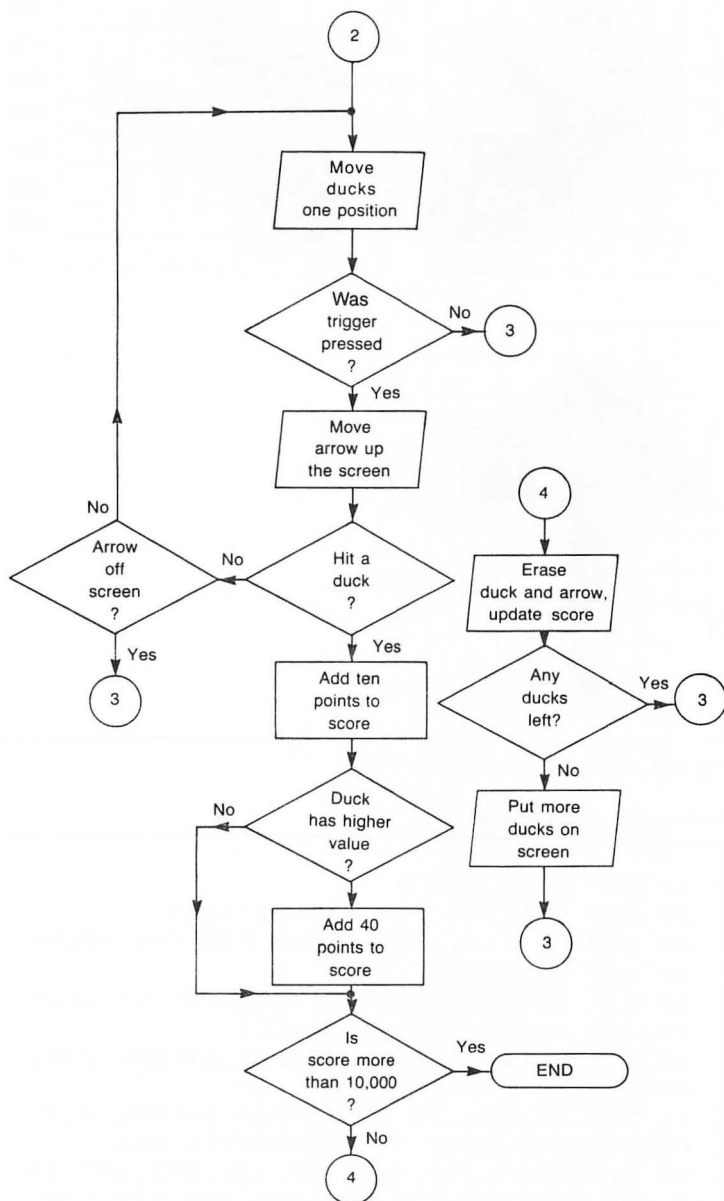 2
Move
ducks
one position
Was
trigger
pressed
?
No
3
Yes
Move
arrow up
the screen
Hit a
duck
?
No
Arrow
off
screen
?
No
Yes
3
Yes
Add ten
points to
score
Duck
has higher
value
?
No
Add 40
points to
score
Is
score more
than 10,000
?
Yes
END
No
4
4
Erase
duck and arrow,
update score
Any
ducks
left?
Yes
3
No
Put more
ducks on
screen
3